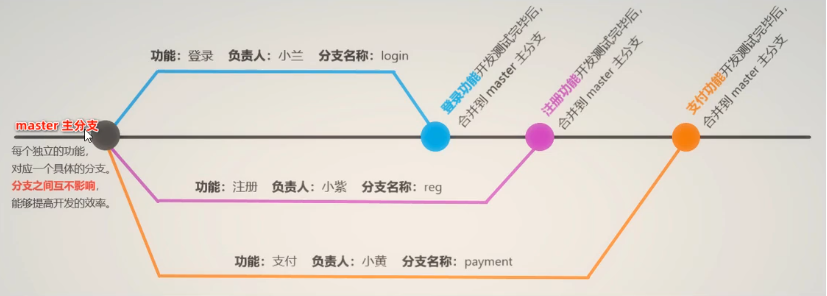 功能：登录 负责人：小兰 分支名称：login
登录功能开发测试完毕后，
合并到 master 主分支
注册功能开发测试完毕后，
合并到 master 主分支
支付功能开发测试完毕后，
合并到 master 主分支
master 主分支
每个独立的功能，
对应一个具体的分支。
分支之间互不影响，
能够提高开发的效率。
功能：注册 负责人：小紫 分支名称：reg
功能：支付 负责人：小黄 分支名称：payment